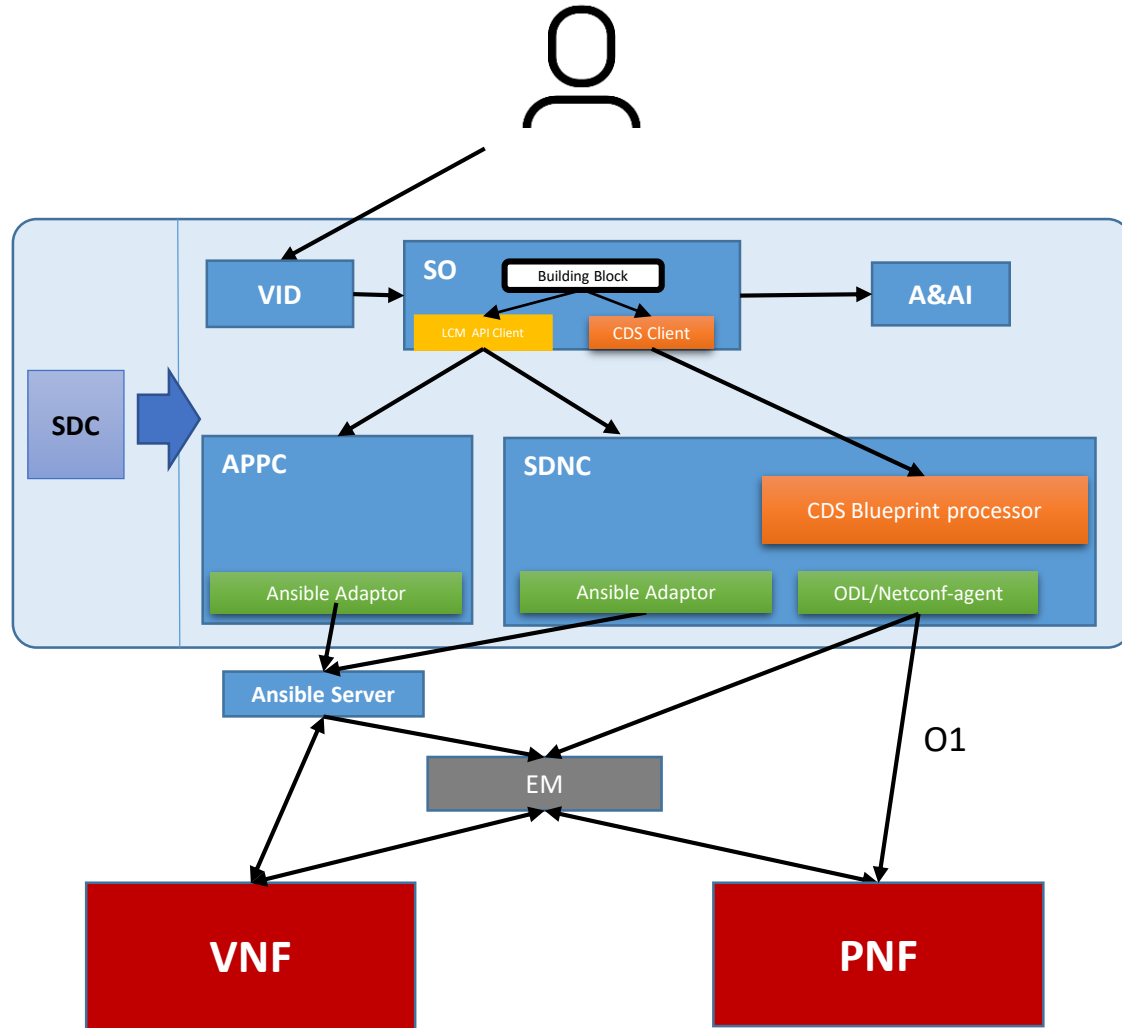 SO
Building Block
VID
A&AI
LCM API Client
CDS Client
SDC
APPC
SDNC
CDS Blueprint processor
Ansible Adaptor
Ansible Adaptor
ODL/Netconf-agent
Ansible Server
O1
EM
VNF
PNF